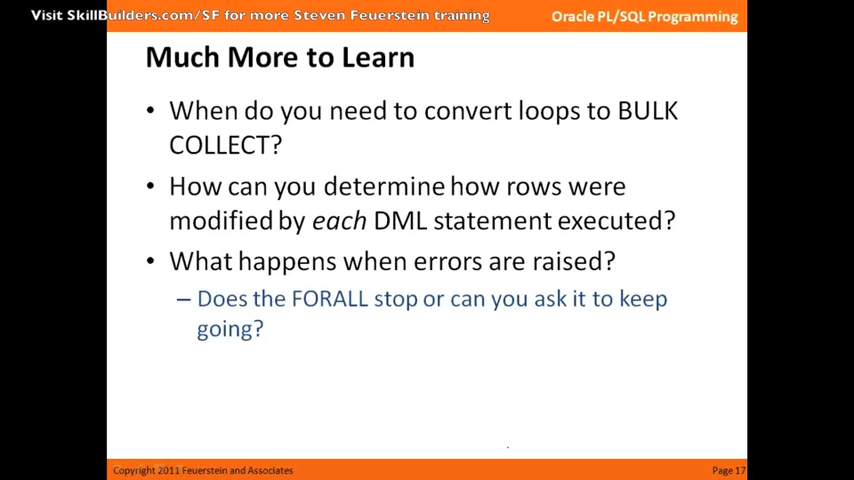 Visit SkillBuilders.com/SF for more Steven Feuerstein training
Oracle PL/SQL Programming
Much More to Learn
• When do you need to convert loops to BULK
COLLECT?
• How can you determine how rows were
modified by each DML statement executed?
• What happens when errors are raised?
– Does the FORALL stop or can you ask it to keep
going?
Copyright 2011 Feuerstein and Associates
Page 17